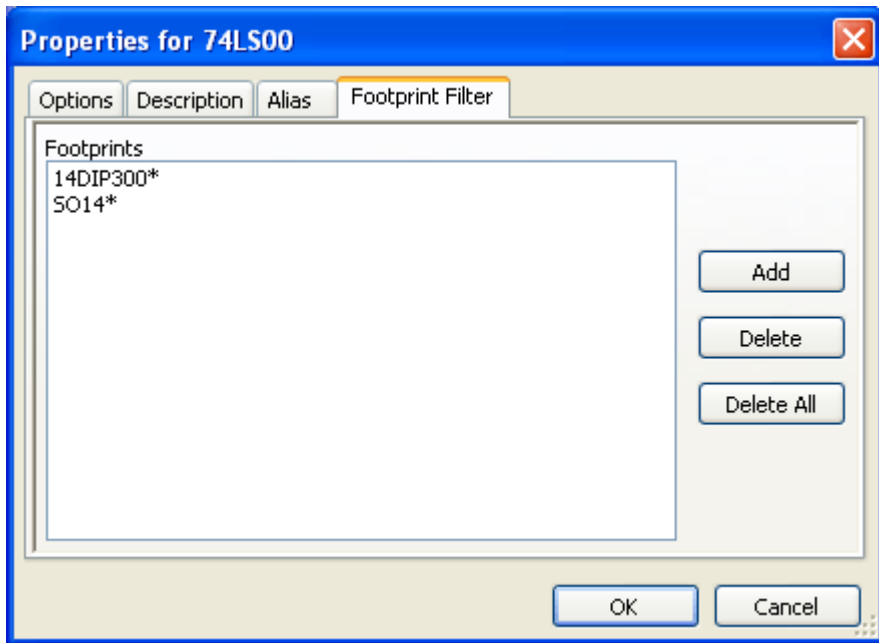 Properties for 74LS00
Options Description Alias Footprint Filter
Footprints
14DIP300*
SO14*
Add
Delete
Delete All
OK Cancel